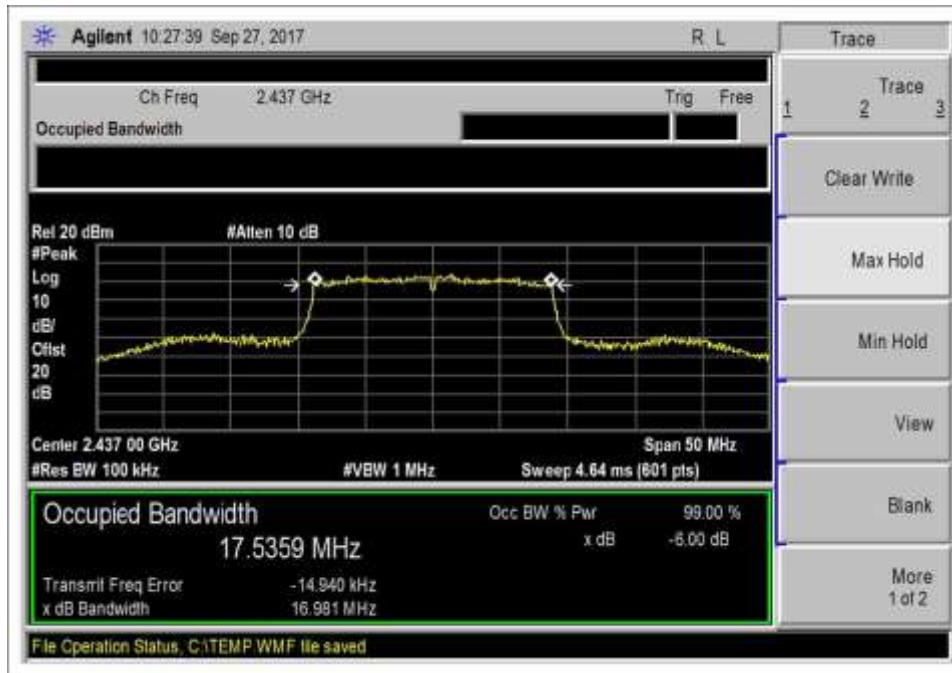 Agilent 10:27:39 Sep 27, 2017 R L
Trace
Ch Freq 2.437 GHz Trig Free
Occupied Bandwidth
Trace
1 2 3
Clear Write
Max Hold
Min Hold
View
Blank
More
1 of 2
Ref 20 dBm #Atten 10 dB
#Peak
Log
10
dB/
Offst
20
dB
Center 2.437 00 GHz Span 50 MHz
#Res BW 100 kHz #VBW 1 MHz Sweep 4.64 ms (601 pts)
Occupied Bandwidth Occ BW % Pwr 99.00 %
17.5359 MHz x dB -6.00 dB
Transmit Freq Error -14.940 kHz
x dB Bandwidth 16.981 MHz
File Operation Status, C:\TEMP.WMF file saved